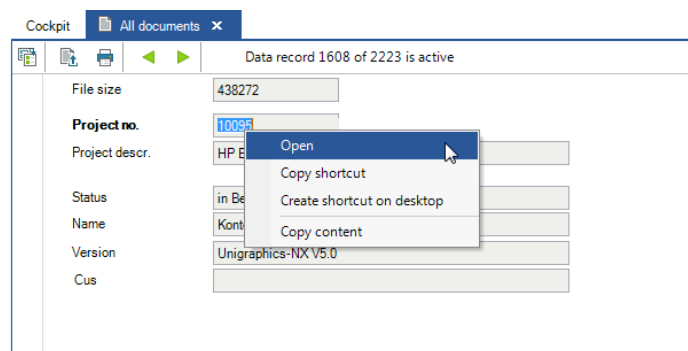 Cockpit All documents
Data record 1608 of 2223 is active
File size 438272
Project no. 10095
Open
Project descr. HP
Copy shortcut
Status in Be
Create shortcut on desktop
Name Kont
Copy content
Version Unigraphics-NX V5.0
Cus